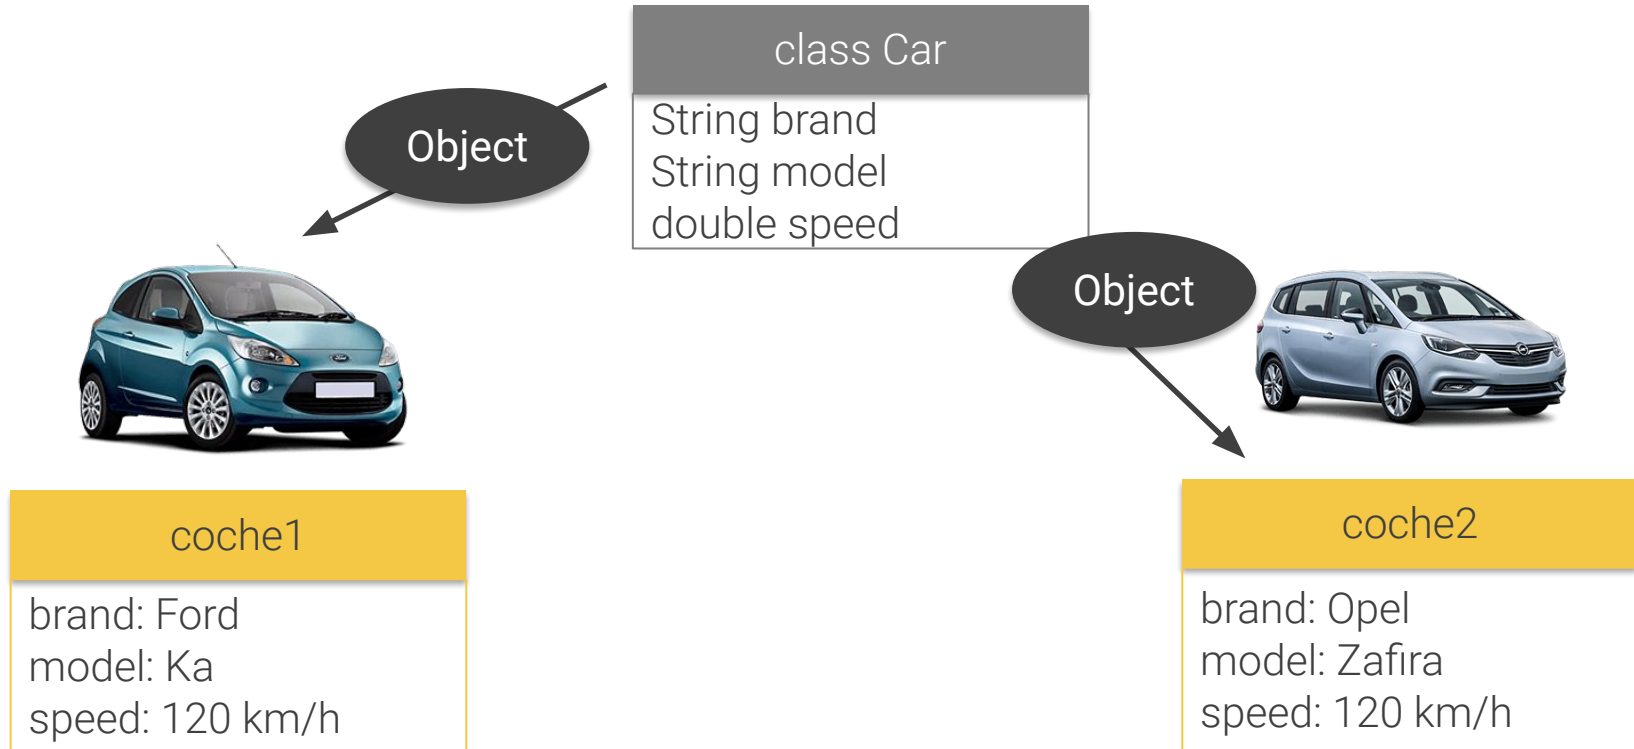 class Car
String brand
String model
double speed
Object
Object
coche1
brand: Ford
model: Ka
speed: 120 km/h
coche2
brand: Opel
model: Zafira
speed: 120 km/h